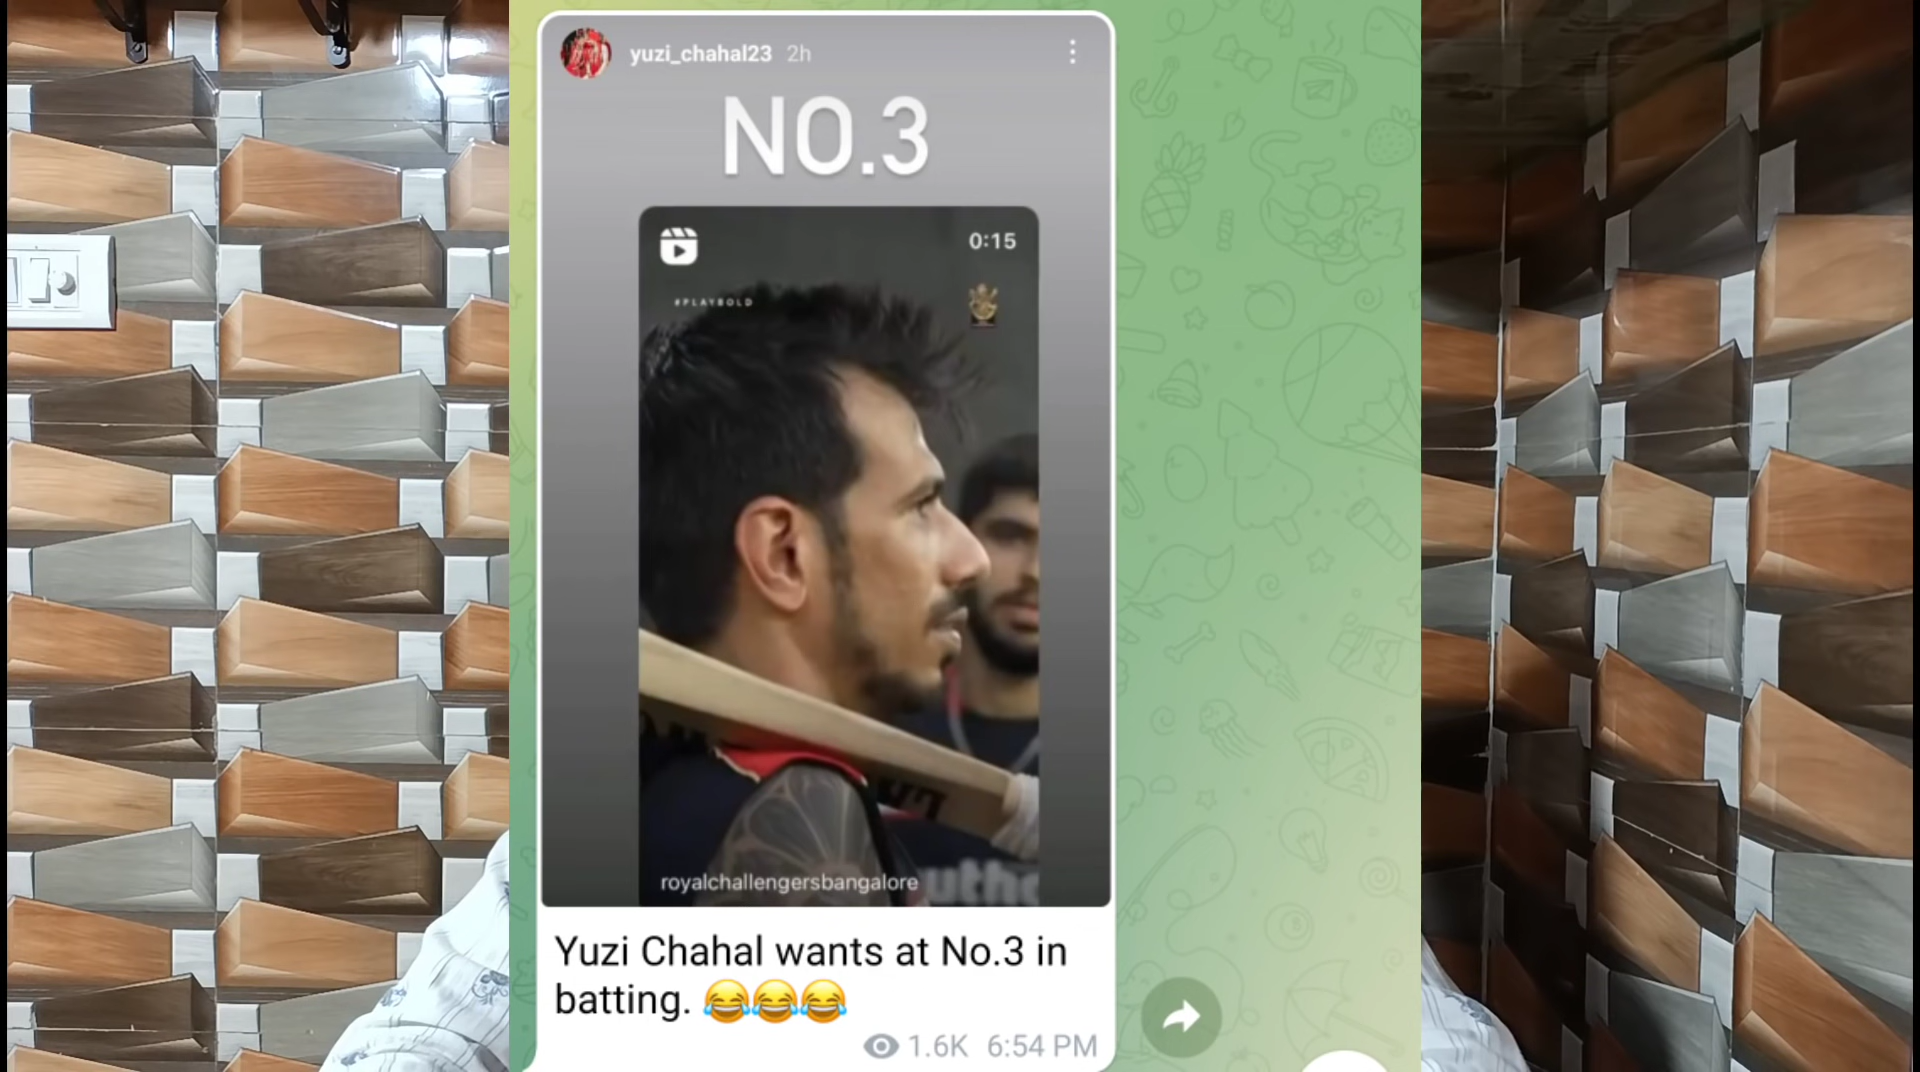 yuzi_chahal23 2h
NO.3
0:15
#PLAYBOLD
royalchallengersbangalore
Yuzi Chahal wants at No.3 in
batting. 😂😂😂
1.6K 6:54 PM